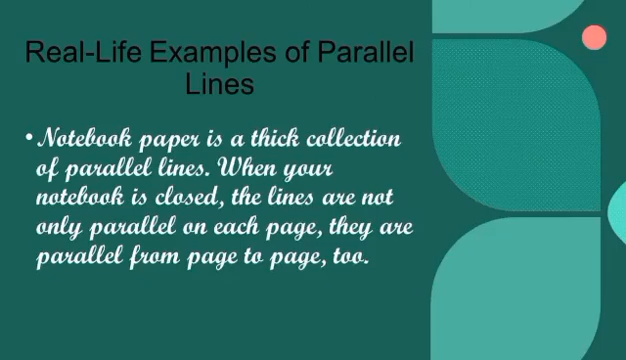 Real-Life Examples of Parallel
Lines
• Notebook paper is a thick collection
of parallel lines. When your
notebook is closed, the lines are not
only parallel on each page, they are
parallel from page to page, too.